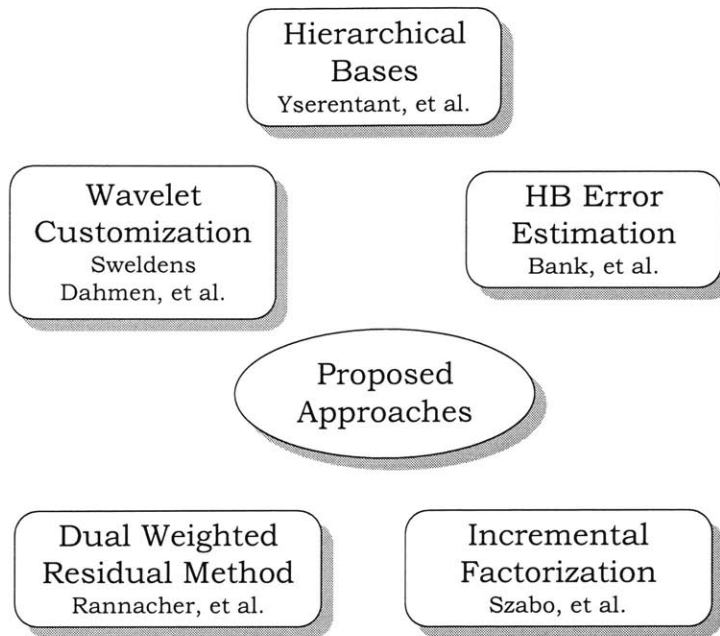 Hierarchical
Bases
Yserentant, et al.
Wavelet
Customization
Sweldens
Dahmen, et al.
HB Error
Estimation
Bank, et al.
Proposed
Approaches
Dual Weighted
Residual Method
Rannacher, et al.
Incremental
Factorization
Szabo, et al.